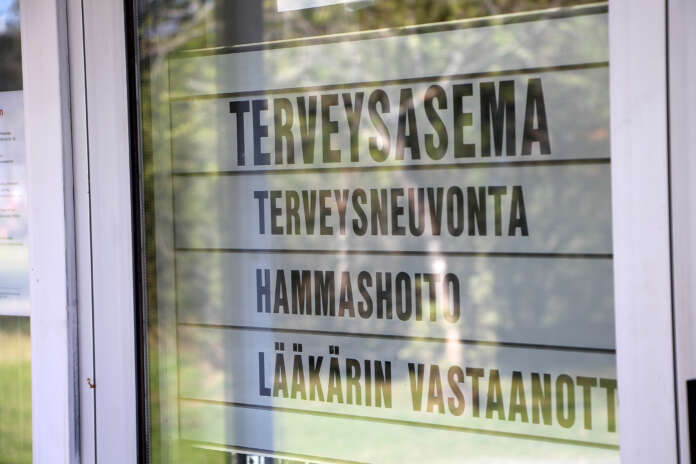 TERVEYSASEMA
TERVEYSNEUVONTA
HAMMASHOITO
LÄÄKÄRIN VASTAANOTT